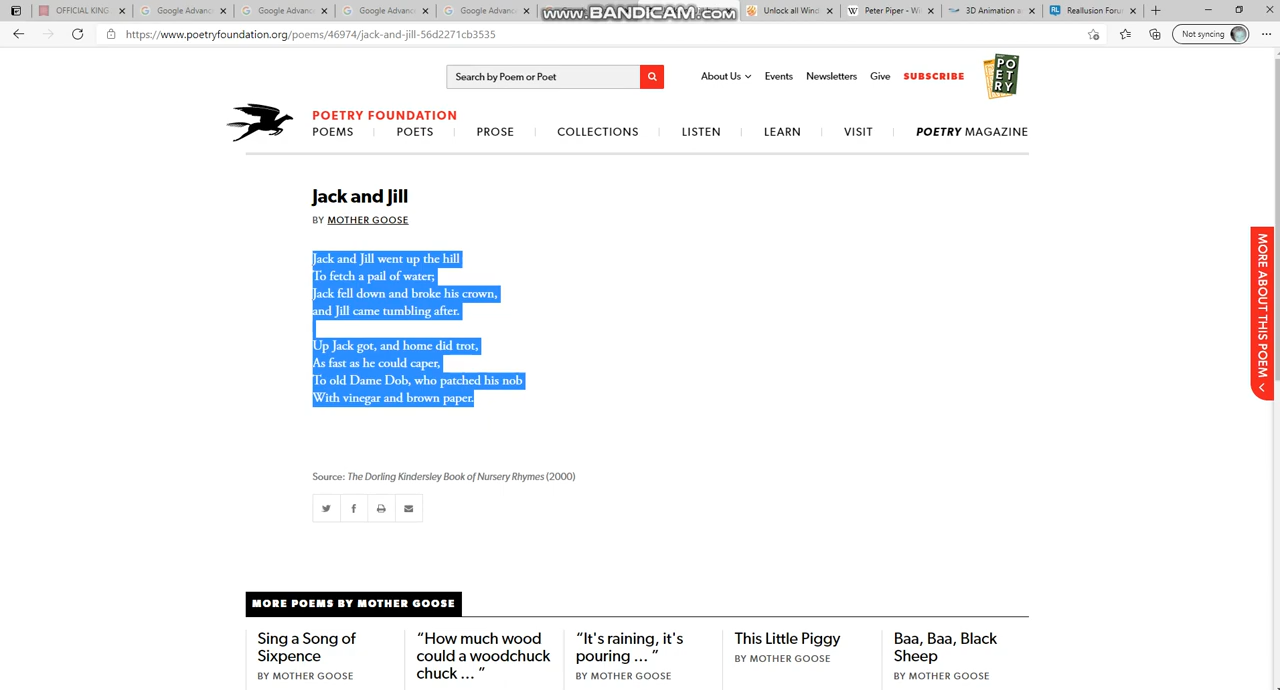 OFFICIAL KING
Google Advanc
Google Advanc
Google Advanc
Google Advanc
www.BANDICAM.com
Unlock all Wind
Peter Piper - Wi
3D Animation a
Reallusion Foru
https://www.poetryfoundation.org/poems/46974/jack-and-jill-56d2271cb3535
Not syncing
Search by Poem or Poet
About Us
Events
Newsletters
Give
SUBSCRIBE
POETRY
POETRY FOUNDATION
POEMS
POETS
PROSE
COLLECTIONS
LISTEN
LEARN
VISIT
POETRY MAGAZINE
Jack and Jill
BY MOTHER GOOSE
Jack and Jill went up the hill
To fetch a pail of water;
Jack fell down and broke his crown,
and Jill came tumbling after.
Up Jack got, and home did trot,
As fast as he could caper,
To old Dame Dob, who patched his nob
With vinegar and brown paper.
MORE ABOUT THIS POEM
Source: The Dorling Kindersley Book of Nursery Rhymes (2000)
MORE POEMS BY MOTHER GOOSE
Sing a Song of
Sixpence
BY MOTHER GOOSE
“How much wood
could a woodchuck
chuck ... ”
“It's raining, it's
pouring ... ”
BY MOTHER GOOSE
This Little Piggy
BY MOTHER GOOSE
Baa, Baa, Black
Sheep
BY MOTHER GOOSE